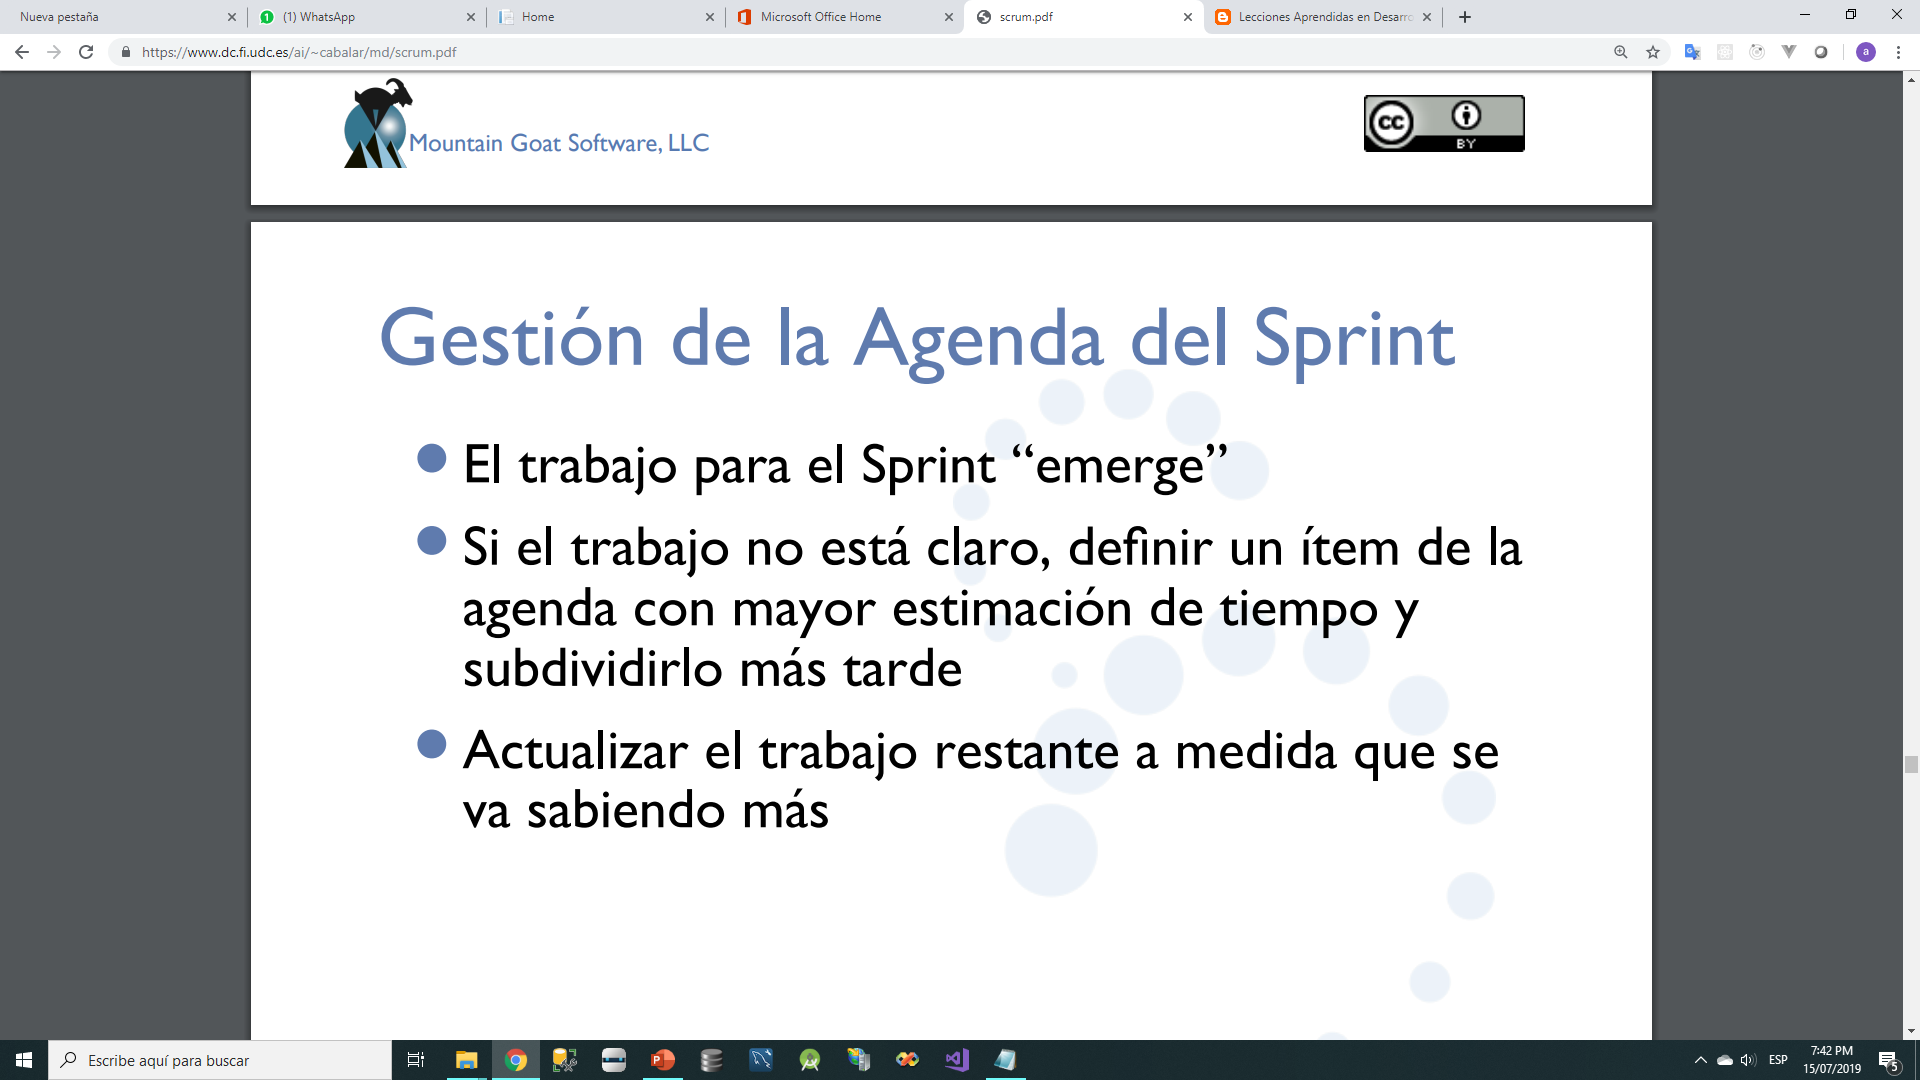 Nueva pestaña
(1) WhatsApp
Home
Microsoft Office Home
scrum.pdf
Lecciones Aprendidas en Desarro
https://www.dc.fi.udc.es/ai/~cabalar/md/scrum.pdf
a
Mountain Goat Software, LLC
cc
BY
Gestión de la Agenda del Sprint
El trabajo para el Sprint “emerge”
Si el trabajo no está claro, definir un ítem de la
agenda con mayor estimación de tiempo y
subdividirlo más tarde
Actualizar el trabajo restante a medida que se
va sabiendo más
Escribe aquí para buscar
ESP
7:42 PM
15/07/2019
5